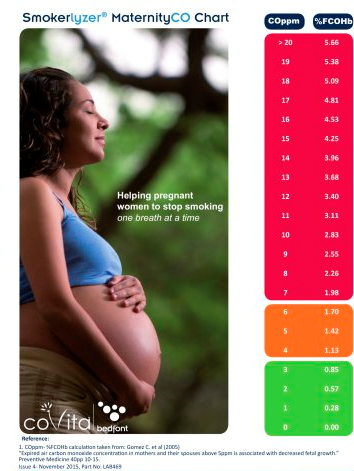 Smokerlyzer® MaternityCO Chart
COppm %FCOHb
> 20 5.66
19 5.38
18 5.09
17 4.81
16 4.53
15 4.25
14 3.96
13 3.68
12 3.40
11 3.11
10 2.83
9 2.55
8 2.26
7 1.98
6 1.70
5 1.42
4 1.13
3 0.85
2 0.57
1 0.28
0 0.00
Helping pregnant
women to stop smoking
one breath at a time
coVita bedfont
Reference:
1. COppm-%FCOHb calculation taken from: Gomez C. et al (2005)
"Expired air carbon monoxide concentration in mothers and their spouses above 5ppm is associated with decreased fetal growth."
Preventive Medicine 40pp 10-15.
Issue 4- November 2015, Part No: LAB469